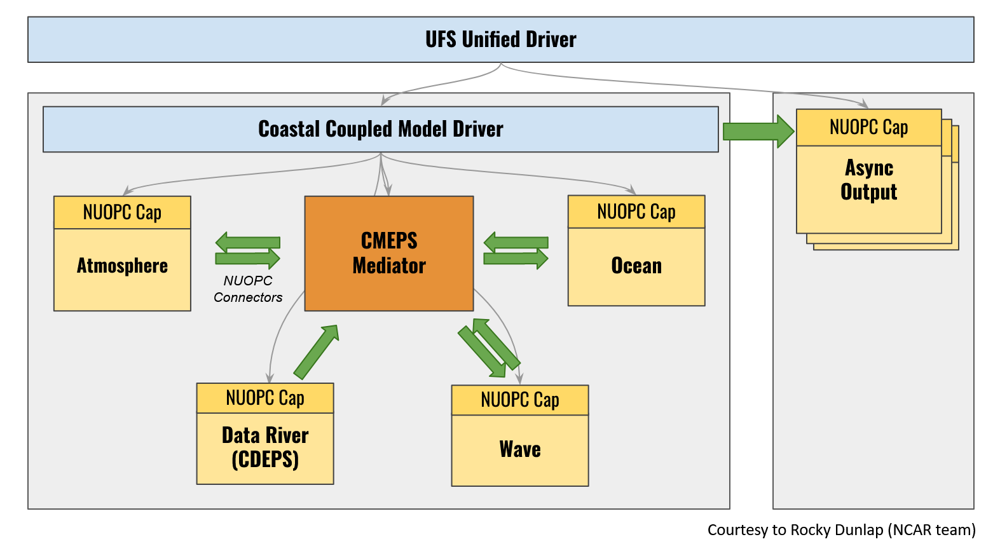 UFS Unified Driver
Coastal Coupled Model Driver
NUOPC Cap
Async
Output
NUOPC Cap
Atmosphere
NUOPC
Connectors
CMEPS
Mediator
NUOPC Cap
Ocean
NUOPC Cap
Data River
(CDEPS)
NUOPC Cap
Wave
Courtesy to Rocky Dunlap (NCAR team)